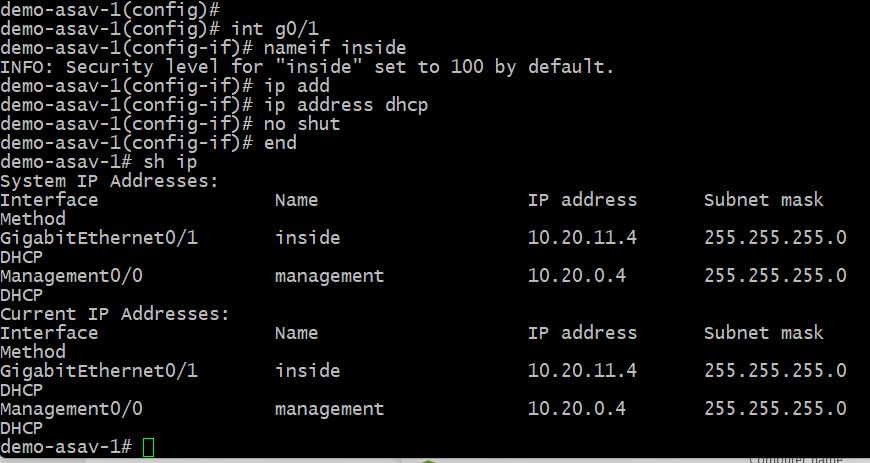 demo-asav-1(config)#
demo-asav-1(config)# int g0/1
demo-asav-1(config-if)# nameif inside
INFO: Security level for "inside" set to 100 by default.
demo-asav-1(config-if)# ip add
demo-asav-1(config-if)# ip address dhcp
demo-asav-1(config-if)# no shut
demo-asav-1(config-if)# end
demo-asav-1# sh ip
System IP Addresses:
Interface                Name                   IP address      Subnet mask
Method
GigabitEthernet0/1       inside                 10.20.11.4      255.255.255.0
DHCP
Management0/0            management             10.20.0.4       255.255.255.0
DHCP
Current IP Addresses:
Interface                Name                   IP address      Subnet mask
Method
GigabitEthernet0/1       inside                 10.20.11.4      255.255.255.0
DHCP
Management0/0            management             10.20.0.4       255.255.255.0
DHCP
demo-asav-1#
Computer name